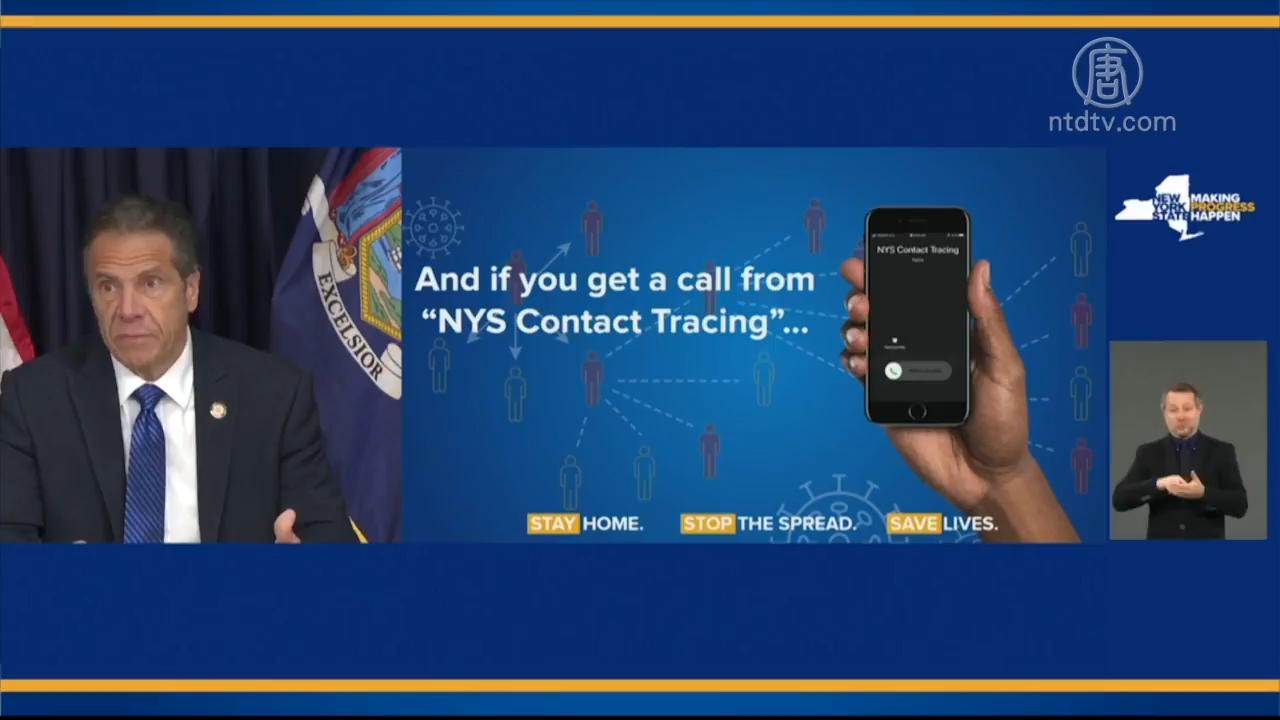 唐
ntdtv.com
NEW
YORK
STATE
MAKING
PROGRESS
HAPPEN
EXCELSIOR
And if you get a call from
“NYS Contact Tracing”...
NYS Contact Tracing
STAY HOME. STOP THE SPREAD. SAVE LIVES.